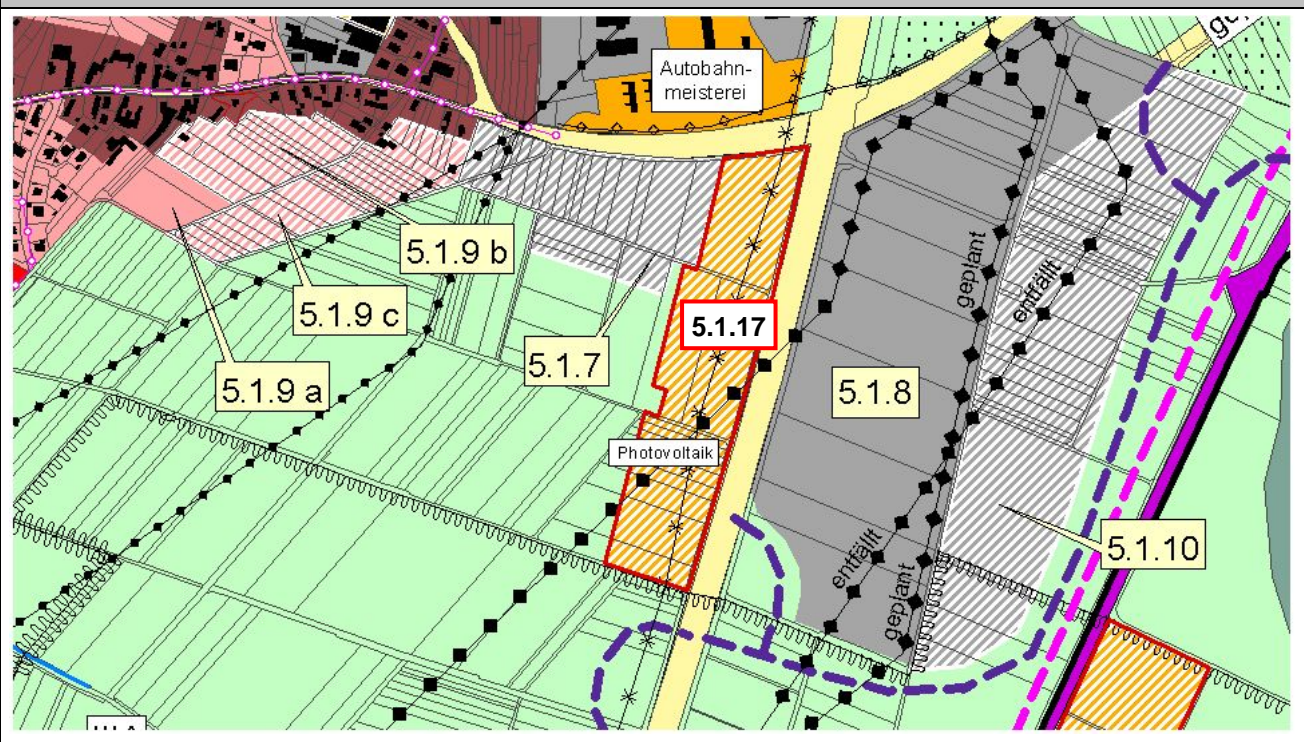 Autobahn-
meisterei
5.1.9 b
5.1.9 c
5.1.9 a
5.1.7
5.1.17
5.1.8
5.1.10
Photovoltaik
geplant
entfällt
entfällt
geplant